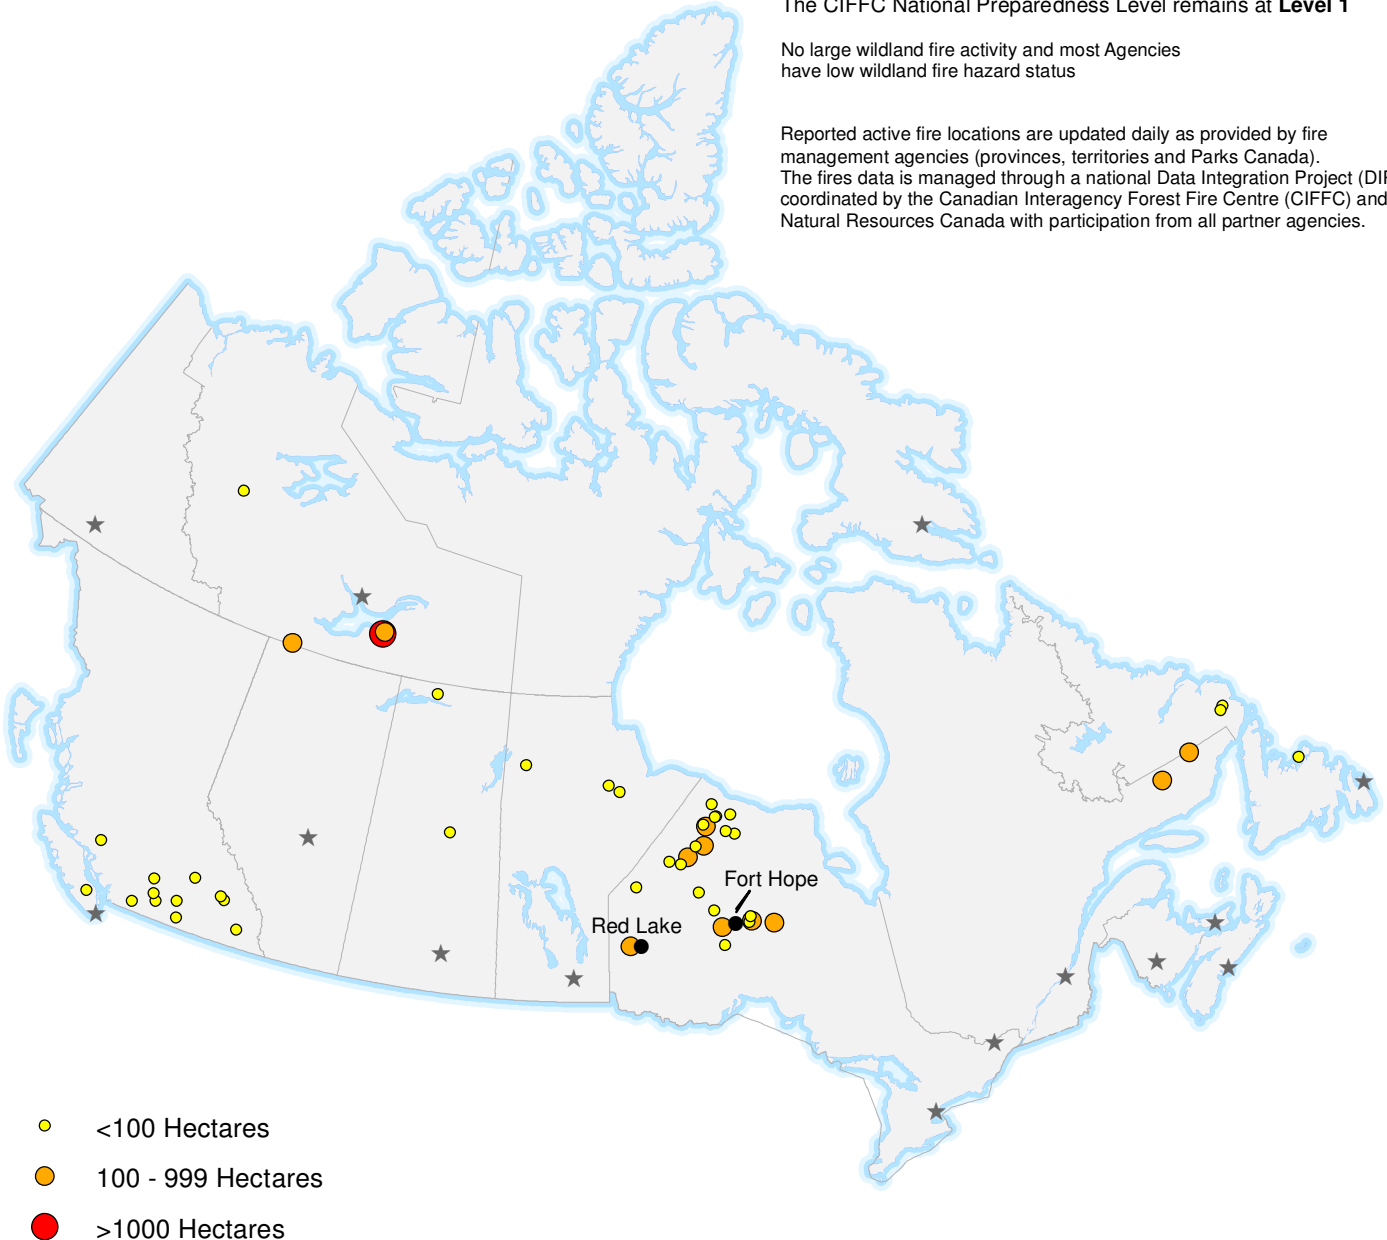 The CIFFC National Preparedness Level remains at Level 1
No large wildland fire activity and most Agencies
have low wildland fire hazard status
Reported active fire locations are updated daily as provided by fire
management agencies (provinces, territories and Parks Canada).
The fires data is managed through a national Data Integration Project (DIP
coordinated by the Canadian Interagency Forest Fire Centre (CIFFC) and
Natural Resources Canada with participation from all partner agencies.
Fort Hope
Red Lake
<100 Hectares
100 - 999 Hectares
>1000 Hectares